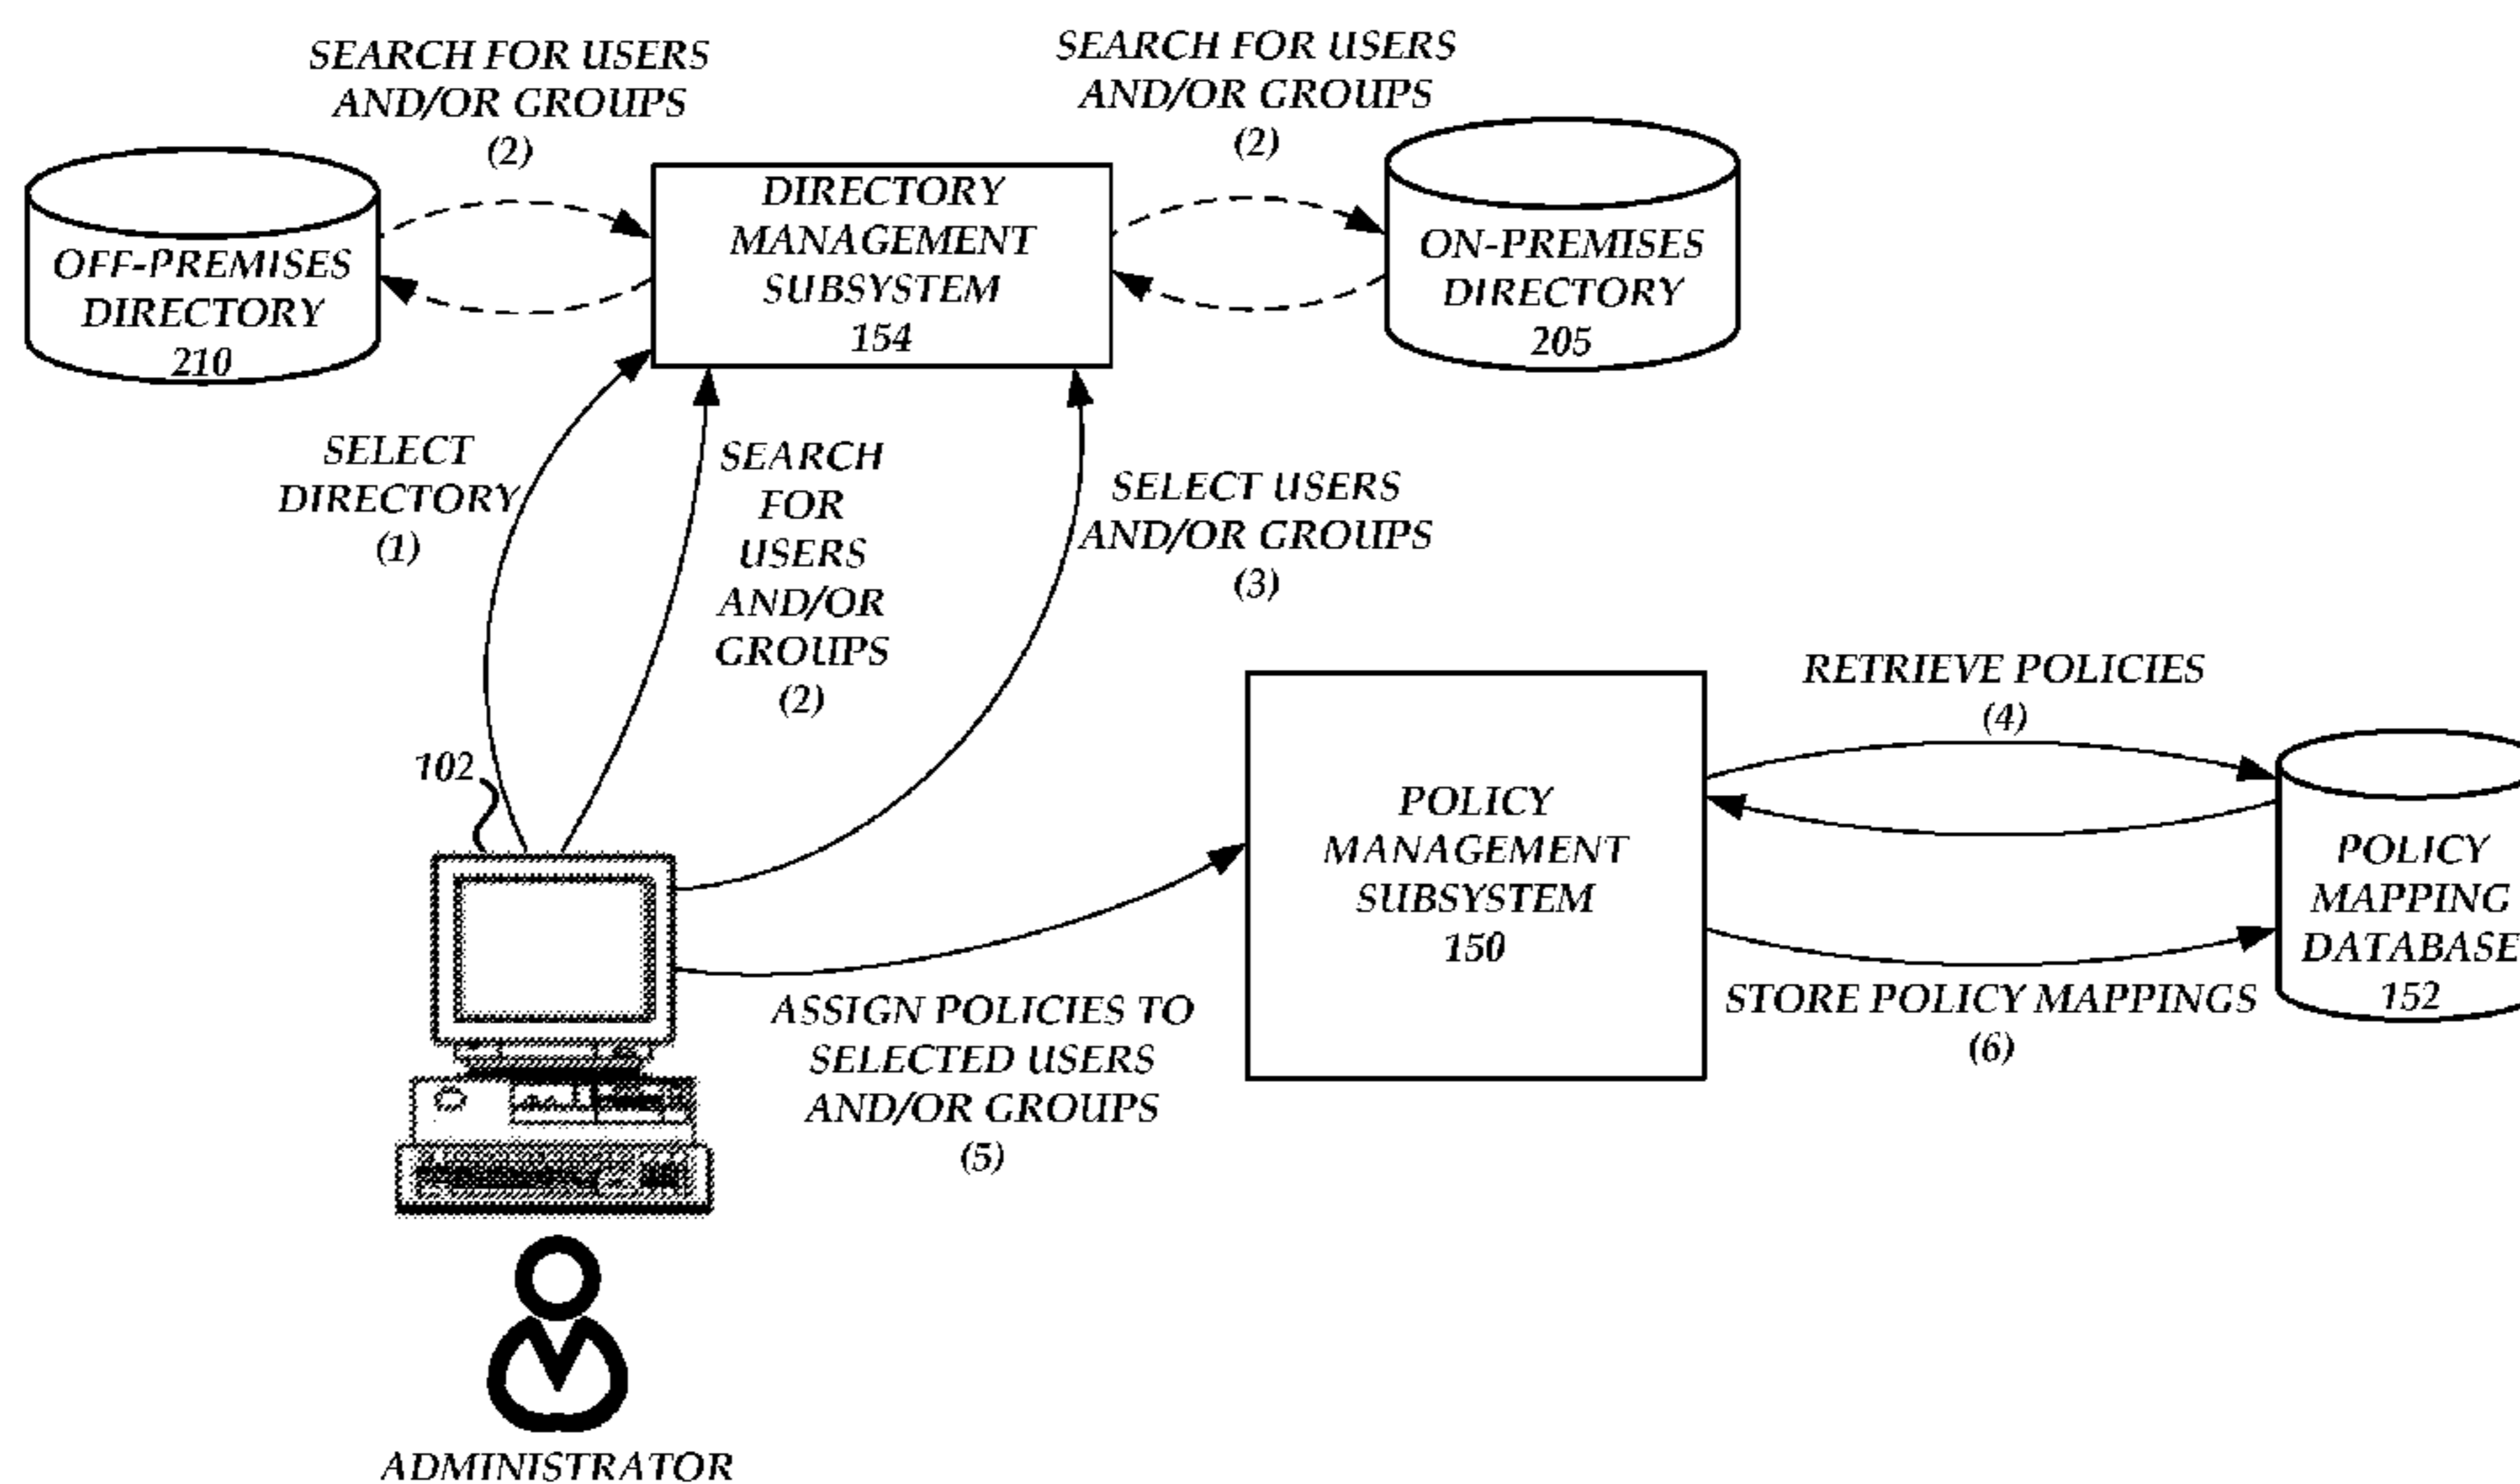 SEARCH FOR USERS
AND/OR GROUPS
(2)
SEARCH FOR USERS
AND/OR GROUPS
(2)
OFF-PREMISES
DIRECTORY
210
DIRECTORY
MANAGEMENT
SUBSYSTEM
154
ON-PREMISES
DIRECTORY
205
SELECT
DIRECTORY
(1)
SEARCH
FOR
USERS
AND/OR
GROUPS
(2)
SELECT USERS
AND/OR GROUPS
(3)
102
POLICY
MANAGEMENT
SUBSYSTEM
150
RETRIEVE POLICIES
(4)
POLICY
MAPPING
DATABASE
152
STORE POLICY MAPPINGS
(6)
ASSIGN POLICIES TO
SELECTED USERS
AND/OR GROUPS
(5)
ADMINISTRATOR